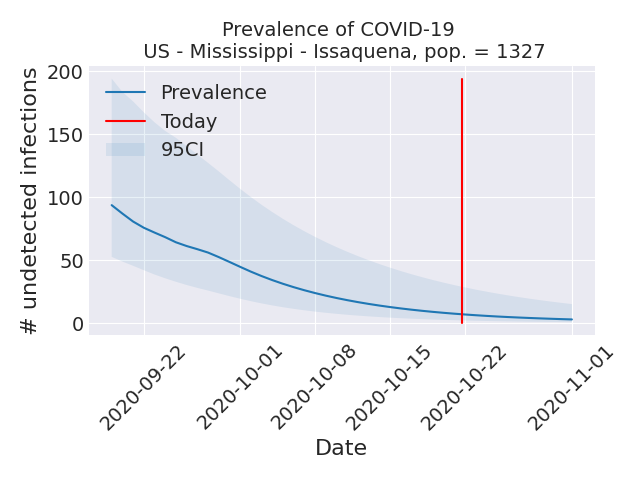 Prevalence of COVID-19
US - Mississippi - Issaquena, pop. = 1327
# undetected infections
200
150
100
50
0
Prevalence
Today
95CI
2020-09-22
2020-10-01
2020-10-08
2020-10-15
2020-10-22
2020-11-01
Date